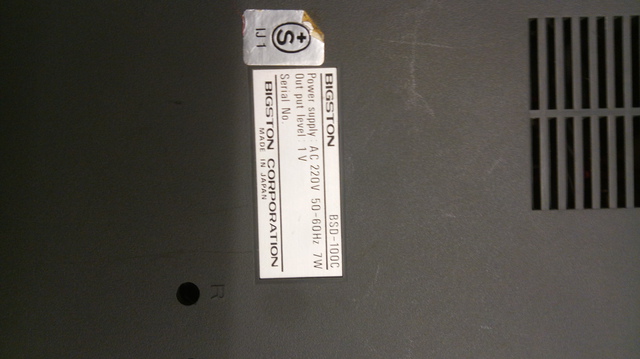 +S
IJ1
BIGSTON BSD-100C
Power supply: AC 220V 50-60Hz 7W
Out put level: 1V
Serial No.
BIGSTON CORPORATION
MADE IN JAPAN
R